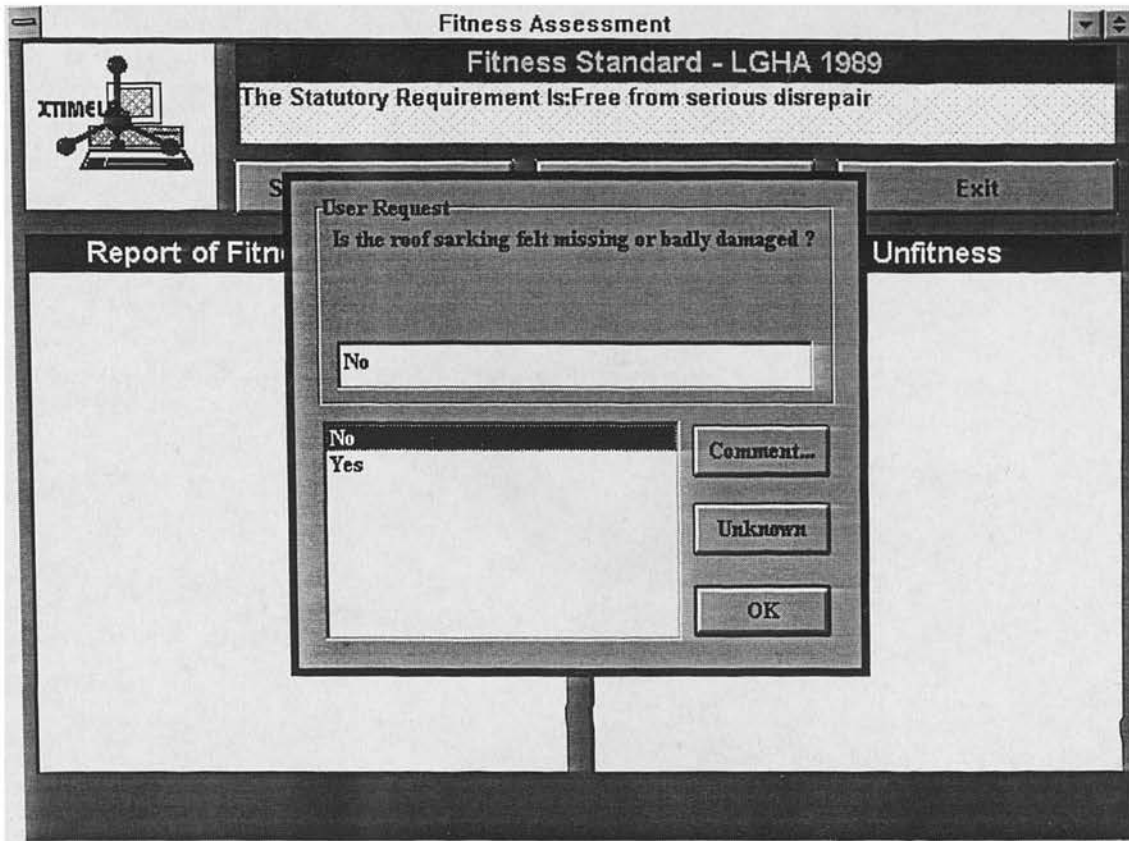 Fitness Assessment
Fitness Standard - LGHA 1989
The Statutory Requirement Is:Free from serious disrepair
S
Exit
Report of Fitn
Unfitness
User Request
Is the roof sarking felt missing or badly damaged ?
No
No
Yes
Comment...
Unknown
OK